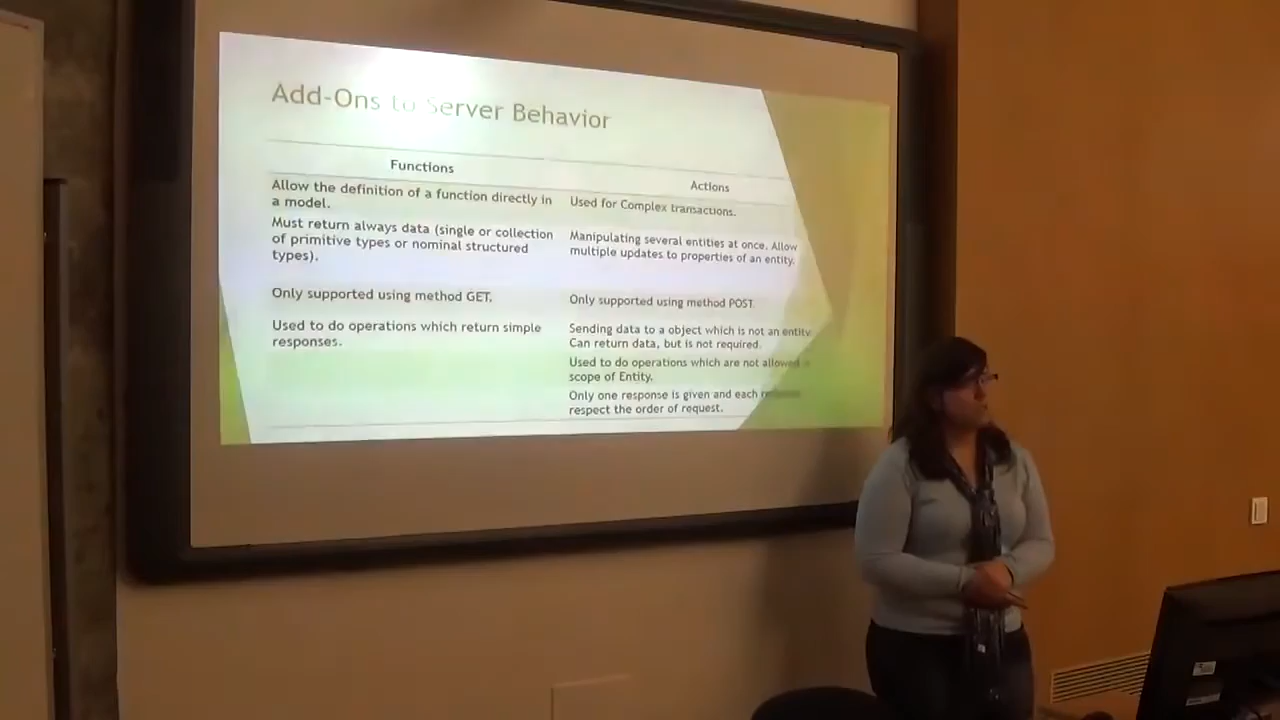 Add-Ons to Server Behavior
Functions
Actions
Allow the definition of a function directly in
a model.
Used for Complex transactions.
Must return always data (single or collection
of primitive types or nominal structured
types).
Manipulating several entities at once. Allow
multiple updates to properties of an entity.
Only supported using method GET.
Only supported using method POST
Used to do operations which return simple
responses.
Sending data to a object which is not an entity
Can return data, but is not required.
Used to do operations which are not allowed
scope of Entity.
Only one response is given and each
respect the order of request.